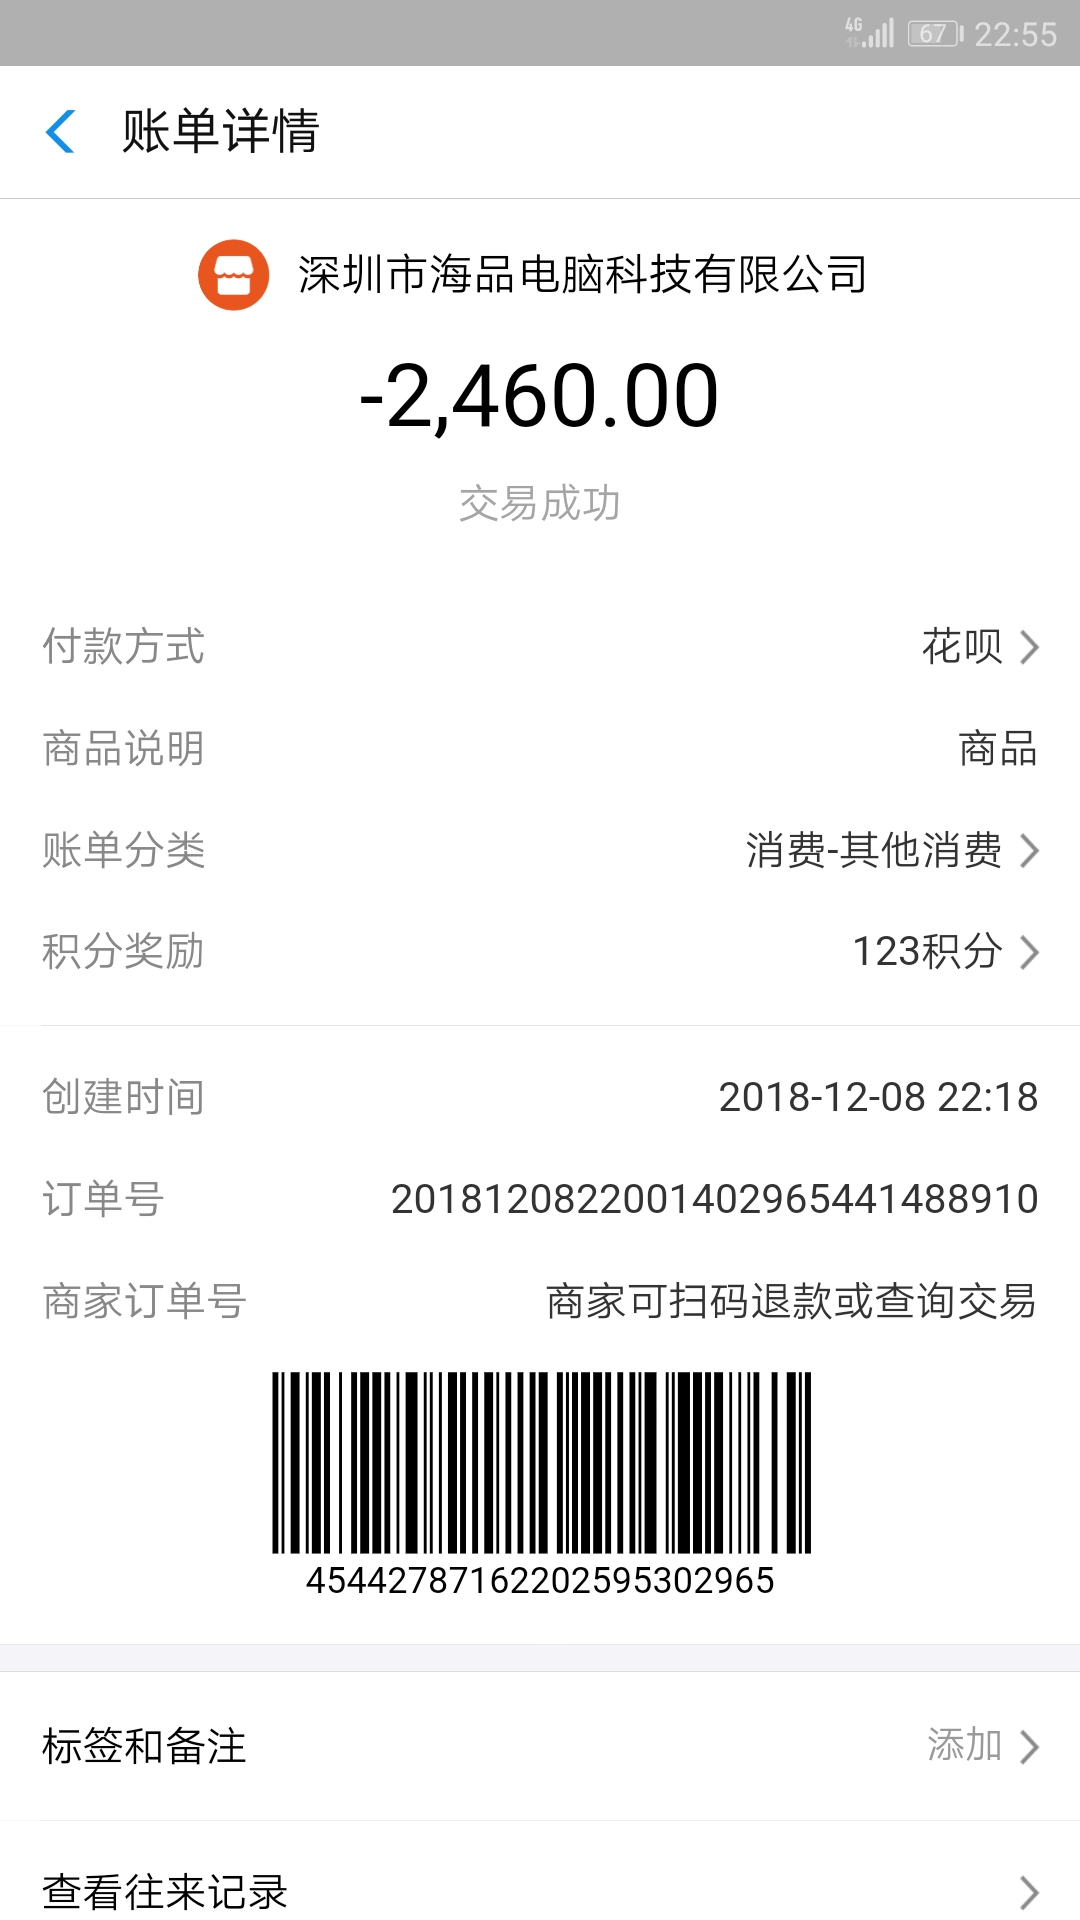 4G 67 22:55
账单详情
深圳市海品电脑科技有限公司
-2,460.00
交易成功
付款方式 花呗
商品说明 商品
账单分类 消费-其他消费
积分奖励 123积分
创建时间 2018-12-08 22:18
订单号 2018120822001402965441488910
商家订单号 商家可扫码退款或查询交易
454427871622025953​02965
标签和备注 添加
查看往来记录